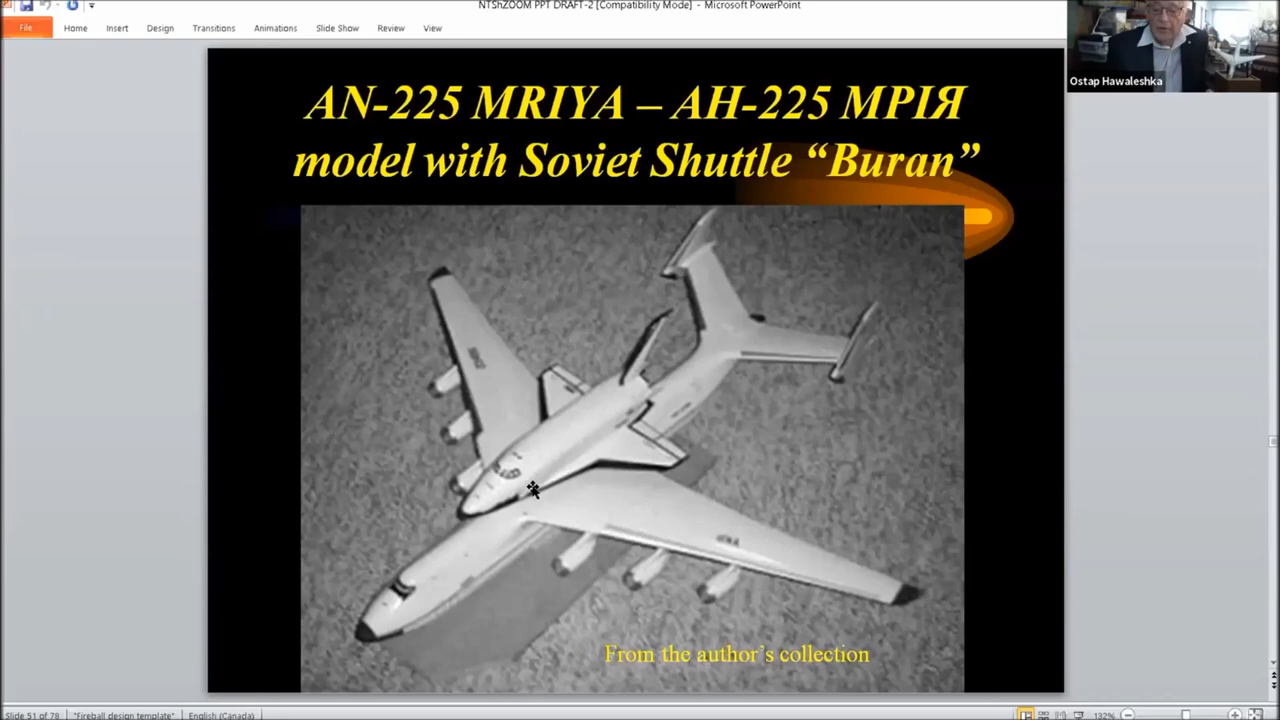 NTShZOOM PPT DRAFT-2 [Compatibility Mode] - Microsoft PowerPoint
File Home Insert Design Transitions Animations Slide Show Review View
Ostap Hawaleshka
AN-225 MRIYA – АН-225 МРІЯ
model with Soviet Shuttle “Buran”
From the author's collection
Slide 51 of 78 "Fireball design template" English (Canada) 132%